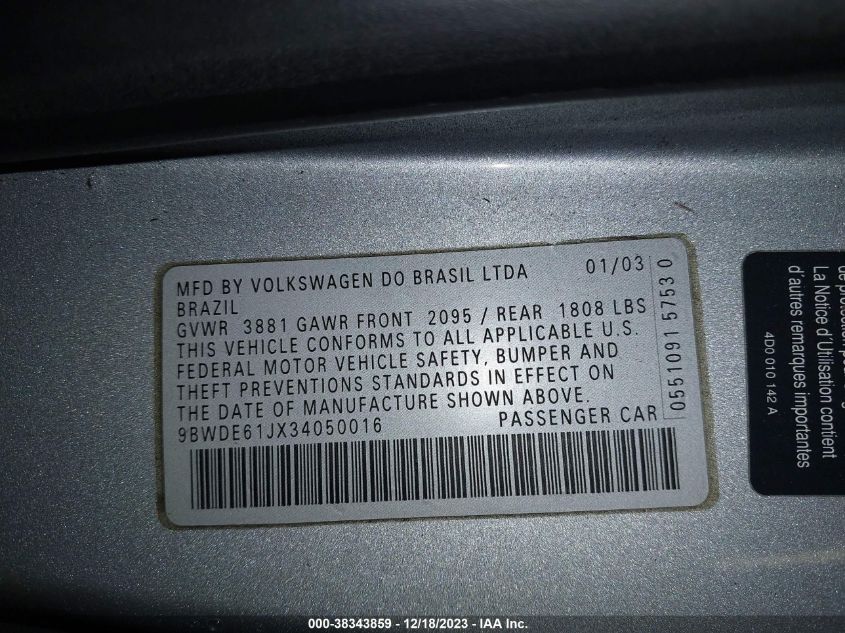 MFD BY VOLKSWAGEN DO BRASIL LTDA 01/03
BRAZIL
GVWR 3881 GAWR FRONT 2095 / REAR 1808 LBS
THIS VEHICLE CONFORMS TO ALL APPLICABLE U.S.
FEDERAL MOTOR VEHICLE SAFETY, BUMPER AND
THEFT PREVENTIONS STANDARDS IN EFFECT ON
THE DATE OF MANUFACTURE SHOWN ABOVE.
9BWDE61JX34050016 PASSENGER CAR
0551091 57530
La Notice d'Utilisation contient
d'autres remarques importantes
4D0 010 142 A
000-38343859 - 12/18/2023 - IAA Inc.